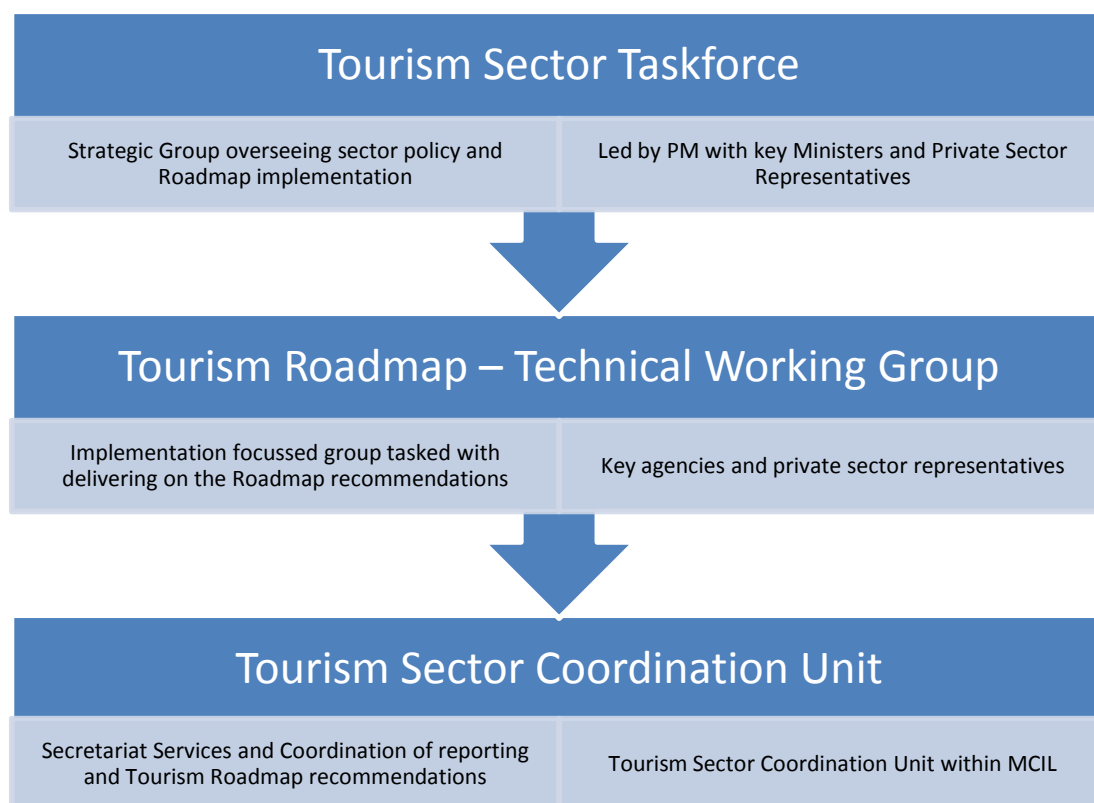 Tourism Sector Taskforce
Strategic Group overseeing sector policy and
Roadmap implementation
Led by PM with key Ministers and Private Sector
Representatives
Tourism Roadmap – Technical Working Group
Implementation focussed group tasked with
delivering on the Roadmap recommendations
Key agencies and private sector representatives
Tourism Sector Coordination Unit
Secretariat Services and Coordination of reporting
and Tourism Roadmap recommendations
Tourism Sector Coordination Unit within MCIL